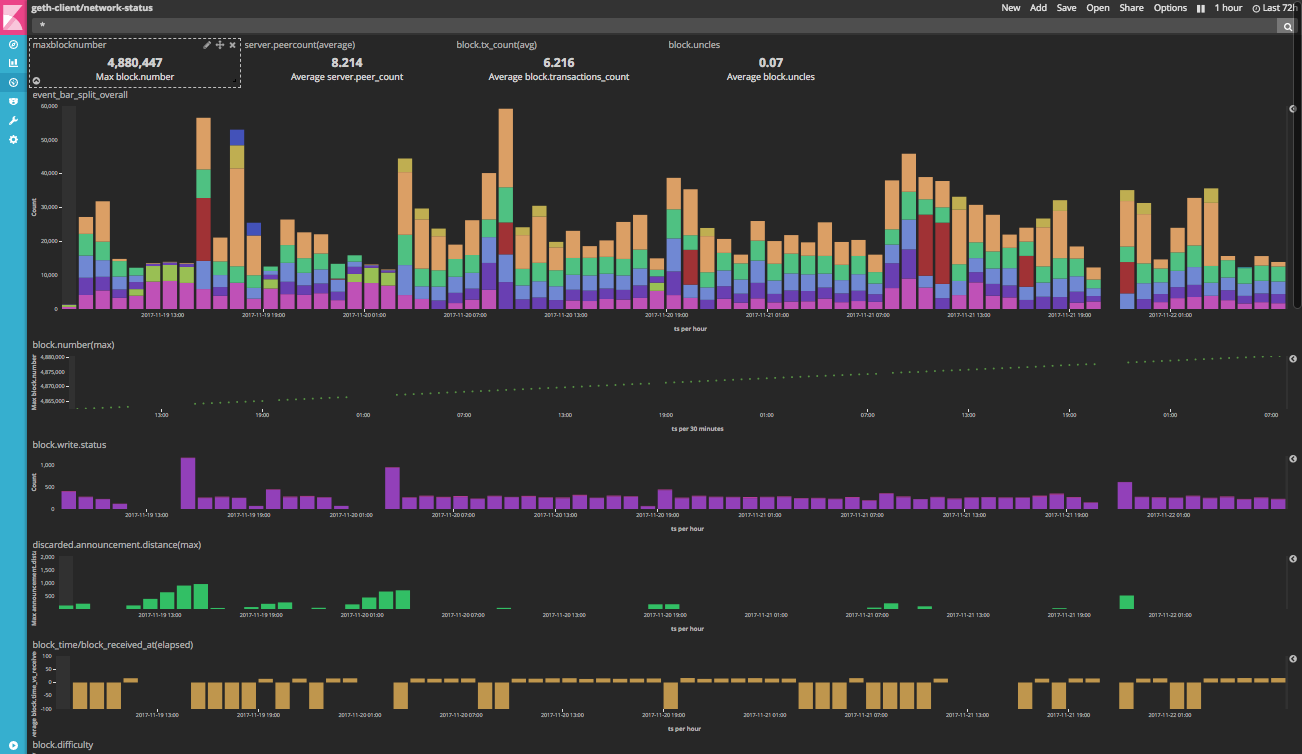 geth-client/network-status
New Add Save Open Share Options 1 hour Last 72h
*
maxblocknumber server.peercount(average) block.tx_count(avg) block.uncles
4,880,447 8.214 6.216 0.07
Max block.number Average server.peer_count Average block.transactions_count Average block.uncles
event_bar_split_overall
60,000
50,000
40,000
30,000
20,000
10,000
0
Count
2017-11-19 13:00 2017-11-19 19:00 2017-11-20 01:00 2017-11-20 07:00 2017-11-20 13:00 2017-11-20 19:00 2017-11-21 01:00 2017-11-21 07:00 2017-11-21 13:00 2017-11-21 19:00 2017-11-22 01:00
ts per hour
block.number(max)
4,880,000
4,875,000
4,870,000
4,865,000
Max block.number
13:00 19:00 01:00 07:00 13:00 19:00 01:00 07:00 13:00 19:00 01:00 07:00
ts per 30 minutes
block.write.status
1,000
500
0
Count
2017-11-19 13:00 2017-11-19 19:00 2017-11-20 01:00 2017-11-20 07:00 2017-11-20 13:00 2017-11-20 19:00 2017-11-21 01:00 2017-11-21 07:00 2017-11-21 13:00 2017-11-21 19:00 2017-11-22 01:00
ts per hour
discarded.announcement.distance(max)
2,000
1,500
1,000
500
Max announcement.dista
2017-11-19 13:00 2017-11-19 19:00 2017-11-20 01:00 2017-11-20 07:00 2017-11-20 13:00 2017-11-20 19:00 2017-11-21 01:00 2017-11-21 07:00 2017-11-21 13:00 2017-11-21 19:00 2017-11-22 01:00
ts per hour
block_time/block_received_at(elapsed)
100
50
0
-50
-100
verage block.time_vs_receive
2017-11-19 13:00 2017-11-19 19:00 2017-11-20 01:00 2017-11-20 07:00 2017-11-20 13:00 2017-11-20 19:00 2017-11-21 01:00 2017-11-21 07:00 2017-11-21 13:00 2017-11-21 19:00 2017-11-22 01:00
ts per hour
block.difficulty